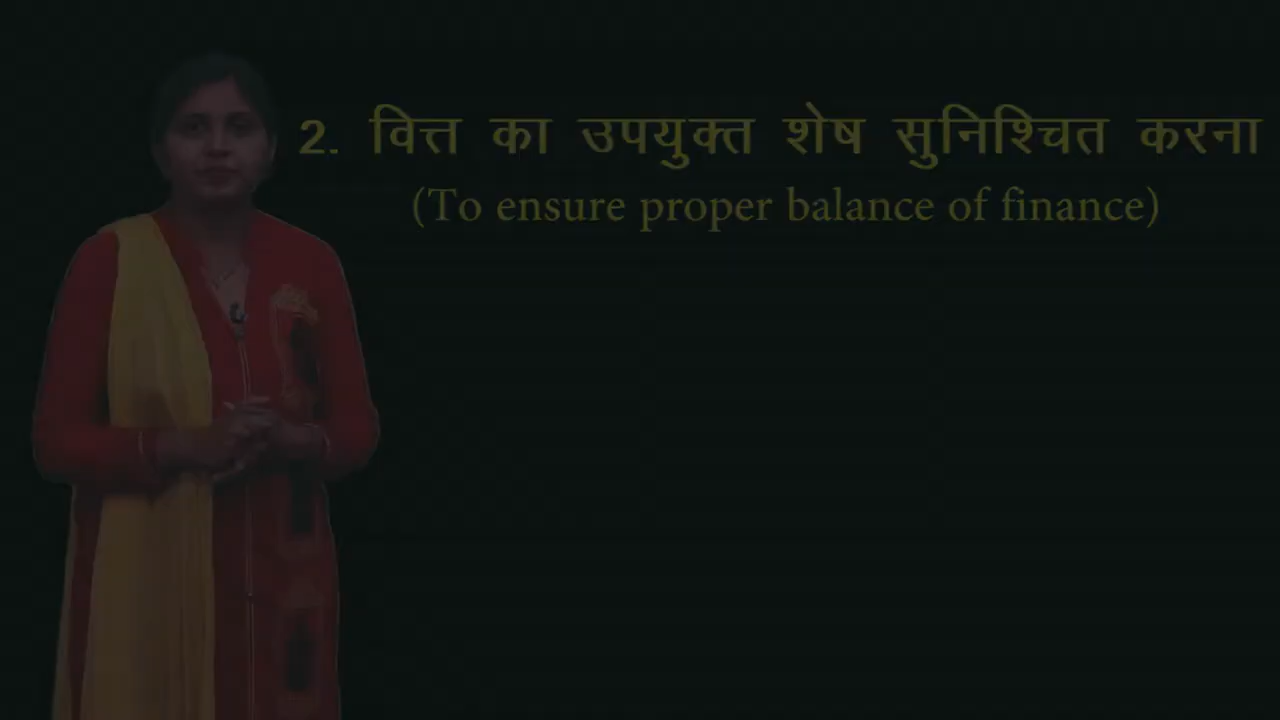 2. वित्त का उपयुक्त शेष सुनिश्चित करना
(To ensure proper balance of finance)